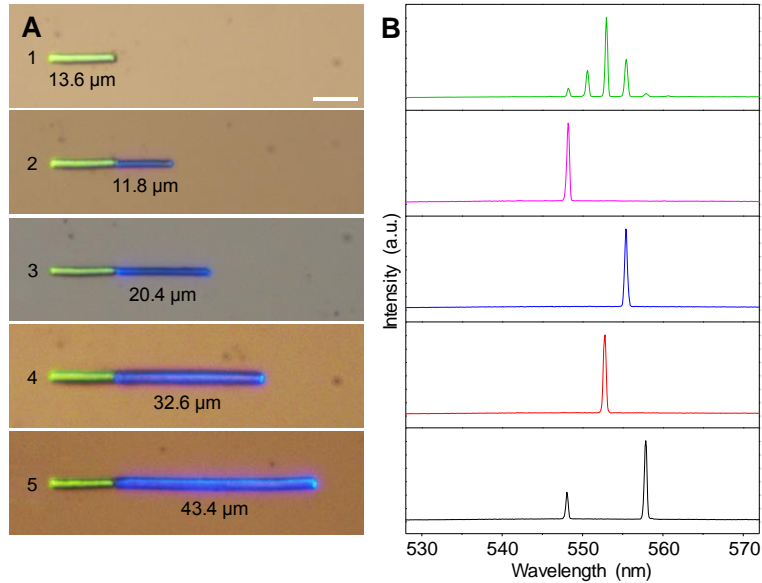 A
1
13.6 µm
2
11.8 µm
3
20.4 µm
4
32.6 µm
5
43.4 µm
B
Intensity (a.u.)
530 540 550 560 570
Wavelength (nm)